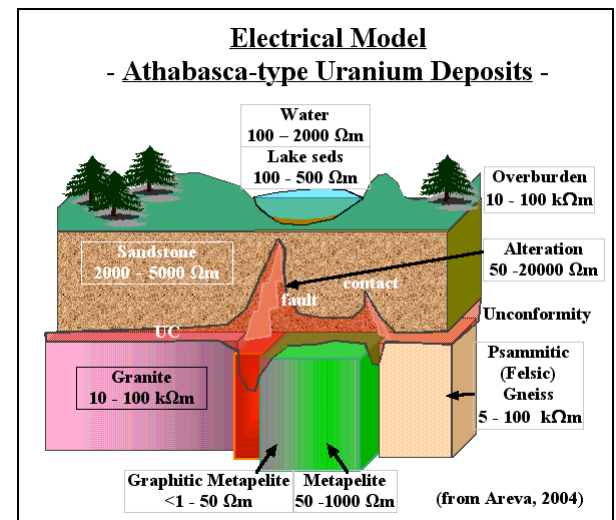 Electrical Model
- Athabasca-type Uranium Deposits -
Water
100 – 2000 Ωm
Lake seds
100 - 500 Ωm
Overburden
10 - 100 kΩm
Sandstone
2000 - 5000 Ωm
Alteration
50 -20000 Ωm
fault
contact
Unconformity
UC
Granite
10 - 100 kΩm
Psammitic
(Felsic)
Gneiss
5 - 100 kΩm
Graphitic Metapelite
<1 - 50 Ωm
Metapelite
50 -1000 Ωm
(from Areva, 2004)